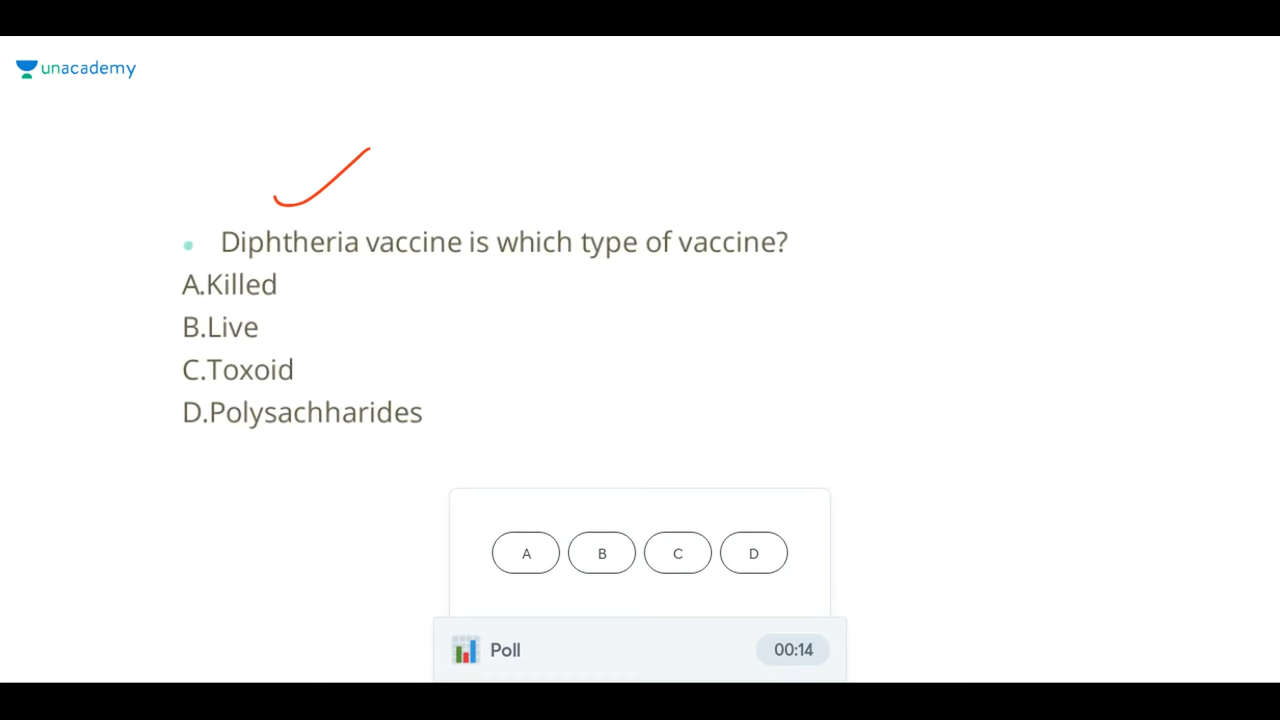 unacademy
Diphtheria vaccine is which type of vaccine?
A.Killed
B.Live
C.Toxoid
D.Polysachharides
A B C D
Poll 00:14